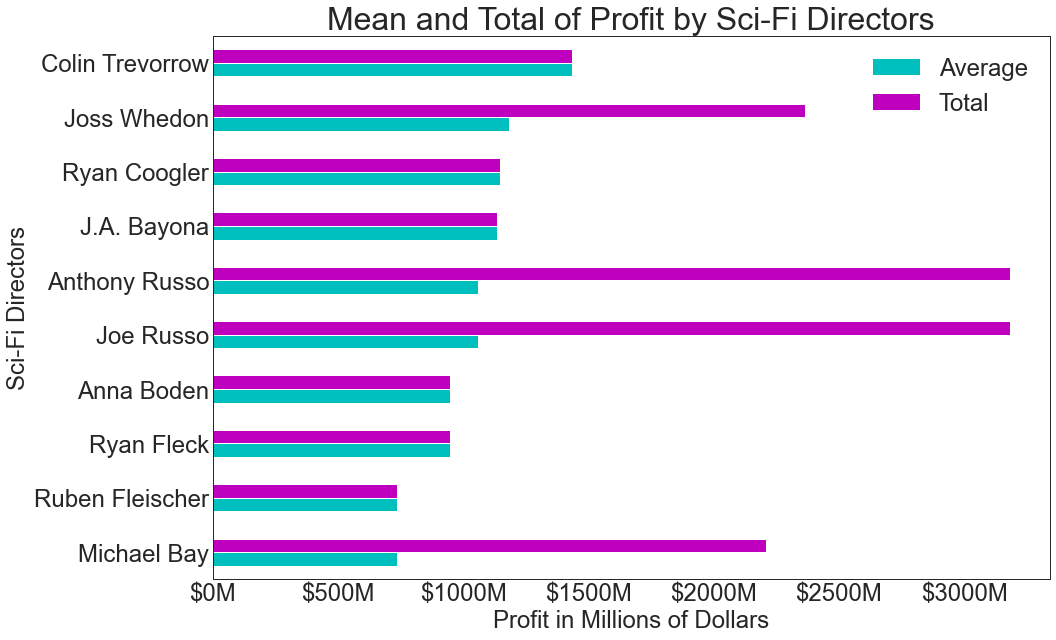 Mean and Total of Profit by Sci-Fi Directors
Average
Total
Sci-Fi Directors
Colin Trevorrow
Joss Whedon
Ryan Coogler
J.A. Bayona
Anthony Russo
Joe Russo
Anna Boden
Ryan Fleck
Ruben Fleischer
Michael Bay
$0M $500M $1000M $1500M $2000M $2500M $3000M
Profit in Millions of Dollars